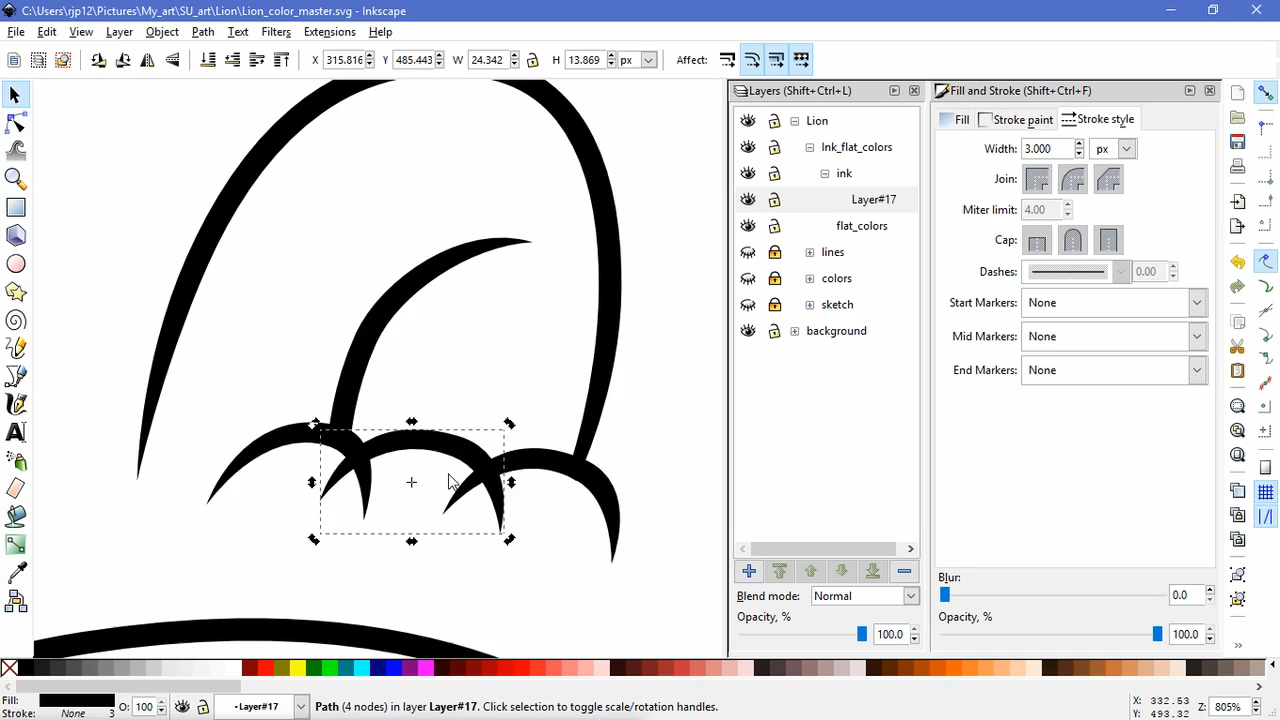 C:\Users\rjp12\Pictures\My_art\SU_art\Lion\Lion_color_master.svg - Inkscape
File Edit View Layer Object Path Text Filters Extensions Help
X 315.816 Y 485.443 W 24.342 H 13.869 px Affect:
Layers (Shift+Ctrl+L)
Lion
Ink_flat_colors
ink
Layer#17
flat_colors
lines
colors
sketch
background
Blend mode: Normal
Opacity, %
100.0
Fill and Stroke (Shift+Ctrl+F)
Fill Stroke paint Stroke style
Width: 3.000 px
Join:
Miter limit: 4.00
Cap:
Dashes: 0.00
Start Markers: None
Mid Markers: None
End Markers: None
Blur:
0.0
Opacity, %
100.0
Fill:
Stroke: None 3
O: 100
•Layer#17
Path (4 nodes) in layer Layer#17. Click selection to toggle scale/rotation handles.
X: 332.53
Y: 493.32
Z: 805%